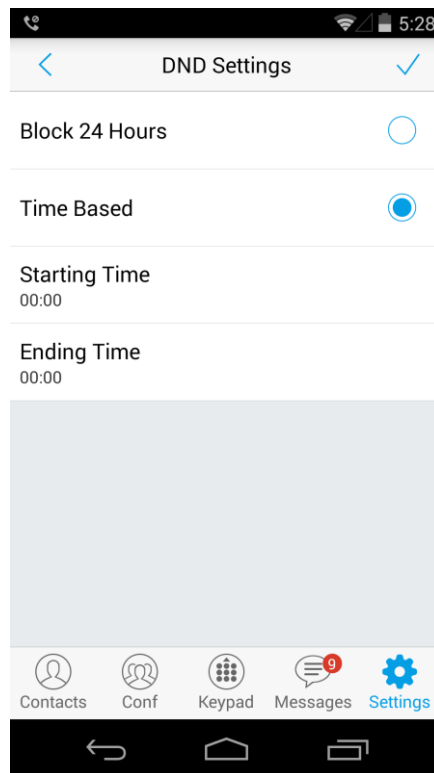 5:28
DND Settings
Block 24 Hours
Time Based
Starting Time
00:00
Ending Time
00:00
9
Contacts Conf Keypad Messages Settings